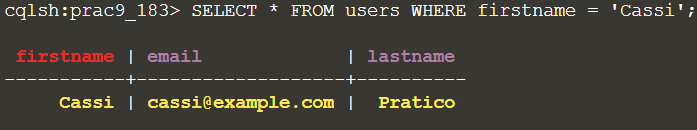 cqlsh:prac9_183> SELECT * FROM users WHERE firstname = 'Cassi';
firstname | email | lastname
-----------+-------------------+----------
Cassi | cassi@example.com | Pratico